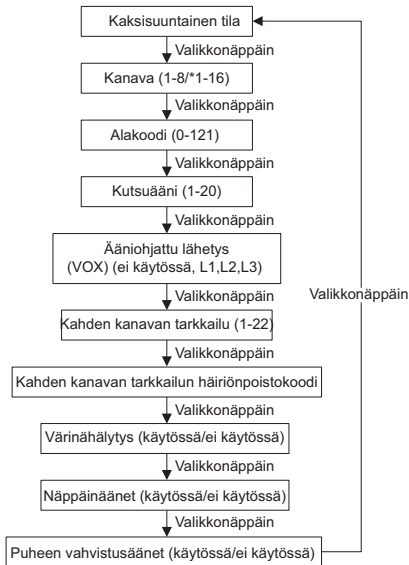 Kaksisuuntainen tila
Valikkonäppäin
Kanava (1-8/*1-16)
Valikkonäppäin
Alakoodi (0-121)
Valikkonäppäin
Kutsuääni (1-20)
Valikkonäppäin
Ääniohjattu lähetys
(VOX) (ei käytössä, L1,L2,L3)
Valikkonäppäin
Valikkonäppäin
Kahden kanavan tarkkailu (1-22)
Valikkonäppäin
Kahden kanavan tarkkailun häiriönpoistokoodi
Valikkonäppäin
Värinähälytys (käytössä/ei käytössä)
Valikkonäppäin
Näppäinäänet (käytössä/ei käytössä)
Valikkonäppäin
Puheen vahvistusäänet (käytössä/ei käytössä)